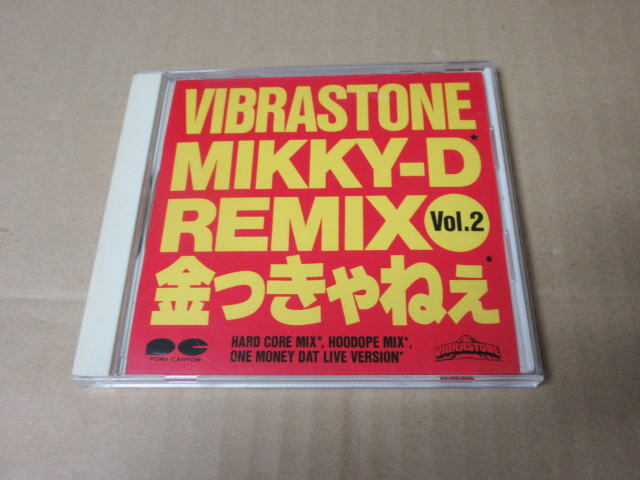 VIBRASTONE
MIKKY-D*
REMIX Vol.2
金っきゃねぇ*
HARD CORE MIX*, HOODOPE MIX*,
ONE MONEY DAT LIVE VERSION*
PONY CANYON
VIBRASTONE